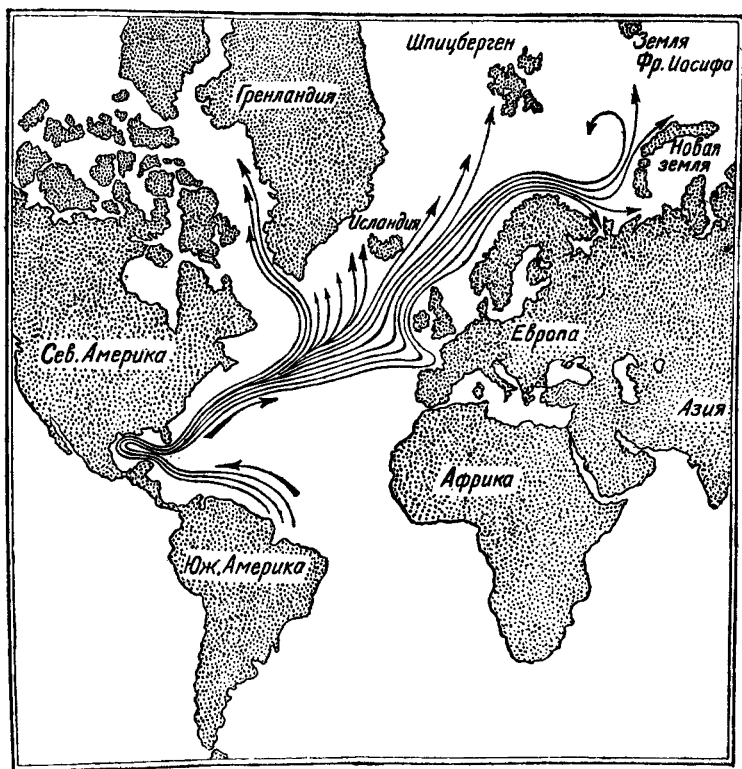 Шпицберген
Земля
Фр. Иосифа
Гренландия
Новая
земля
Исландия
Сев. Америка
Европа
Азия
Африка
Юж. Америка